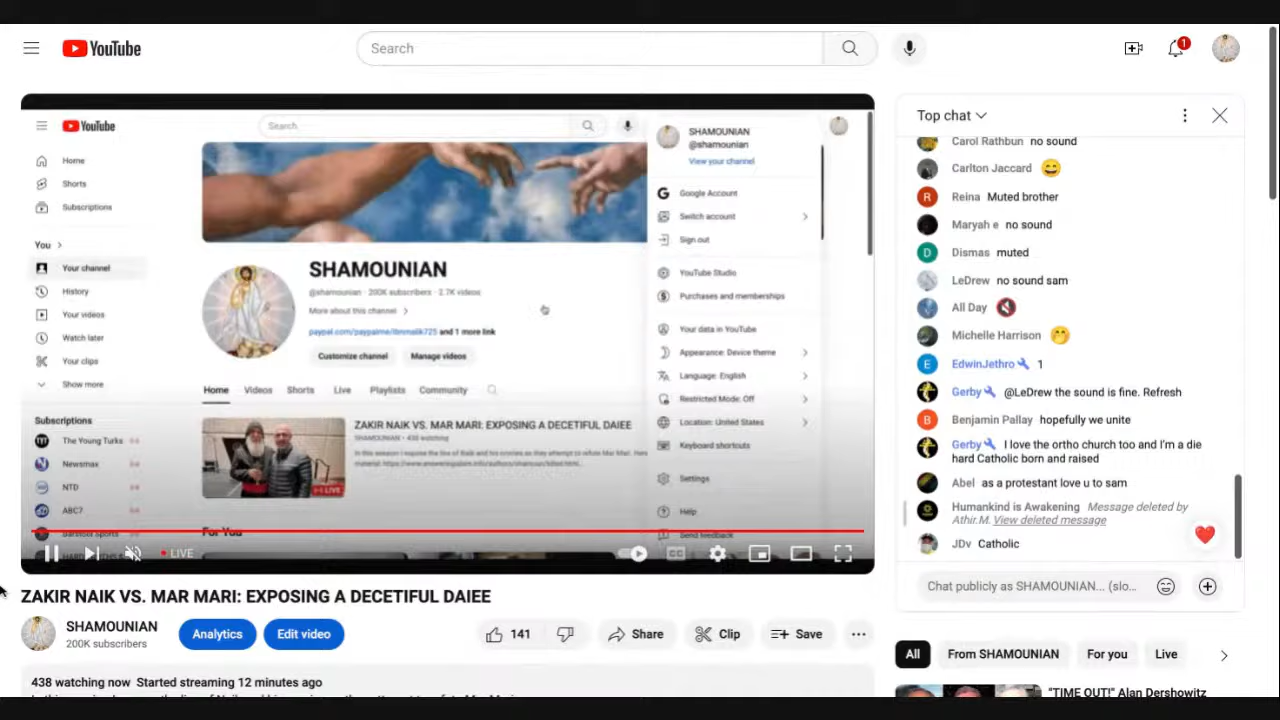 YouTube
Search
1
YouTube
Search
SHAMOUNIAN
@shamounian
View your channel
Home
Shorts
Subscriptions
You
Your channel
History
Your videos
Watch later
Your clips
Show more
Subscriptions
The Young Turks
Newsmax
NTD
ABC7
SHAMOUNIAN
@shamounian · 200K subscribers · 2.7K videos
More about this channel
and 1 more link
Customize channel
Manage videos
Home
Videos
Shorts
Live
Playlists
Community
ZAKIR NAIK VS. MAR MARI: EXPOSING A DECETIFUL DAIEE
SHAMOUNIAN · 438 watching
LIVE
For You
Google Account
Switch account
Sign out
YouTube Studio
Purchases and memberships
Your data in YouTube
Appearance: Device theme
Language: English
Restricted Mode: Off
Location: United States
Keyboard shortcuts
Settings
Help
Send feedback
LIVE
CC
ZAKIR NAIK VS. MAR MARI: EXPOSING A DECETIFUL DAIEE
SHAMOUNIAN
200K subscribers
Analytics
Edit video
141
Share
Clip
Save
438 watching now Started streaming 12 minutes ago
Top chat
Carol Rathbun no sound
Carlton Jaccard 😄
R Reina Muted brother
Maryah e no sound
D Dismas muted
LeDrew no sound sam
All Day 🔇
Michelle Harrison 🤭
E EdwinJethro 1
Gerby @LeDrew the sound is fine. Refresh
B Benjamin Pallay hopefully we unite
Gerby I love the ortho church too and I'm a die
hard Catholic born and raised
Abel as a protestant love u to sam
Humankind is Awakening Message deleted by
Athir.M. View deleted message
JDv Catholic
Chat publicly as SHAMOUNIAN... (slo...
All
From SHAMOUNIAN
For you
Live
"TIME OUT!" Alan Dershowitz